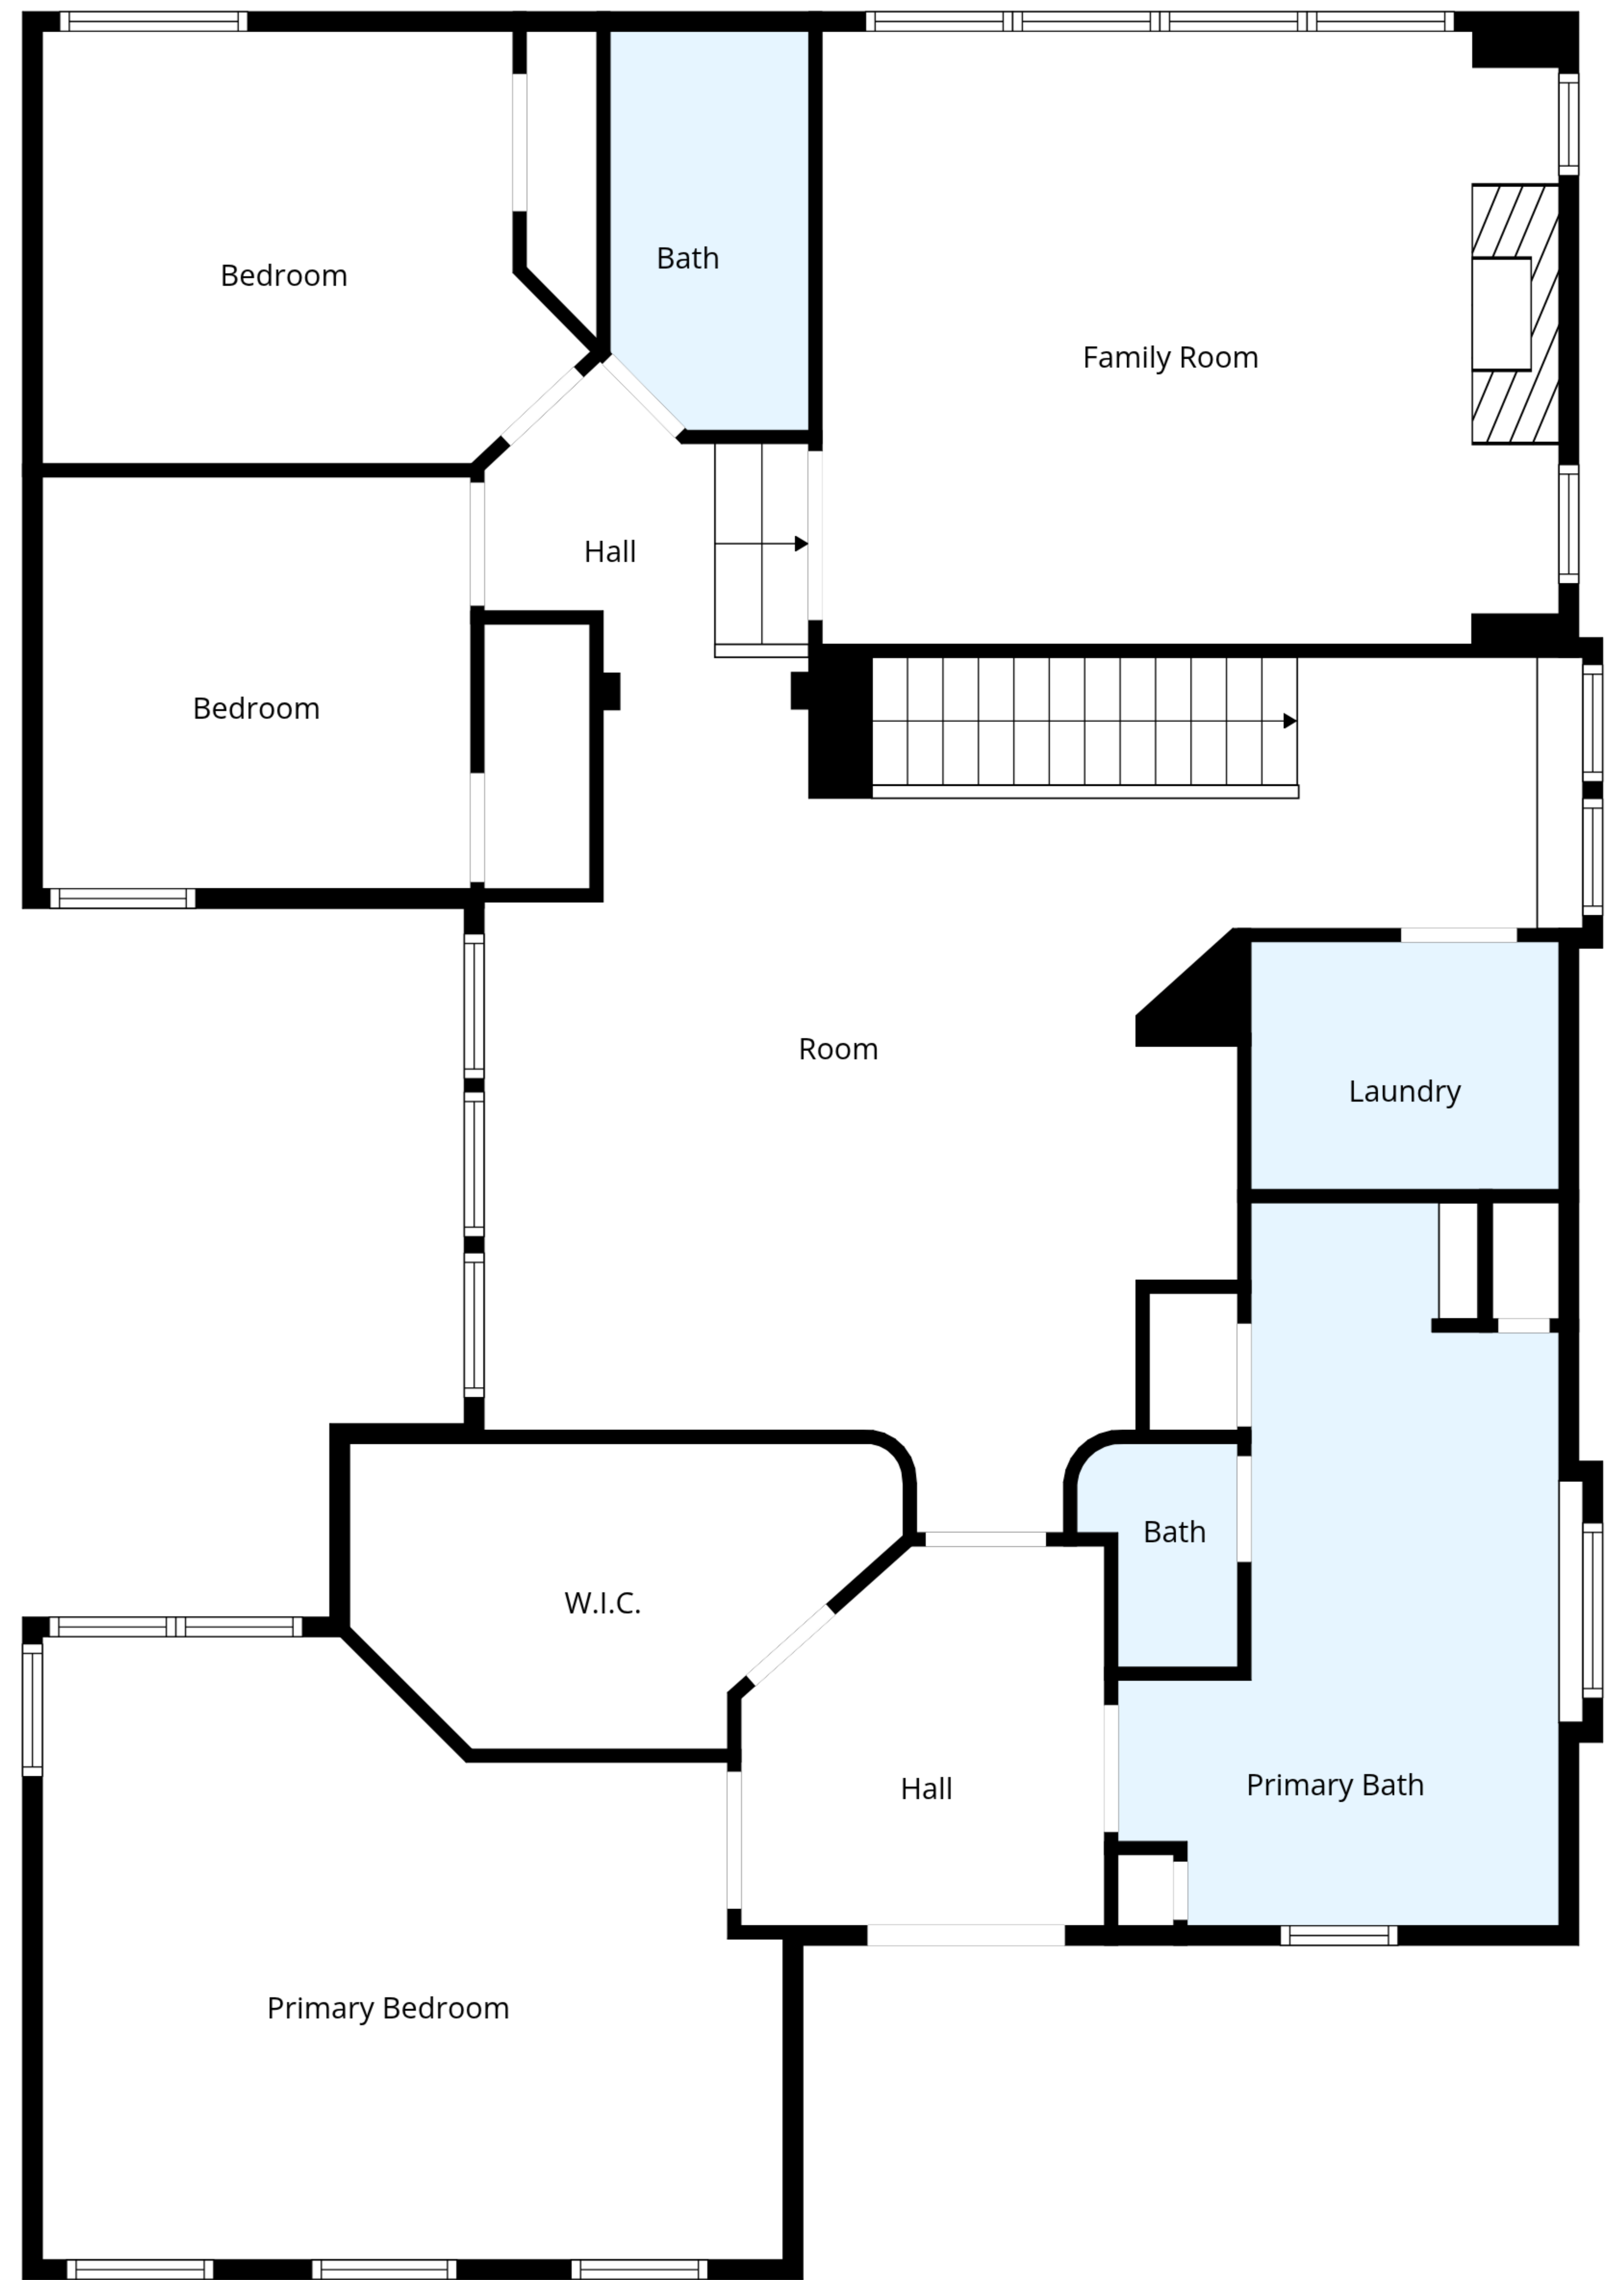 Bedroom
Bath
Family Room
Hall
Bedroom
Room
Laundry
Bath
W.I.C.
Hall
Primary Bath
Primary Bedroom